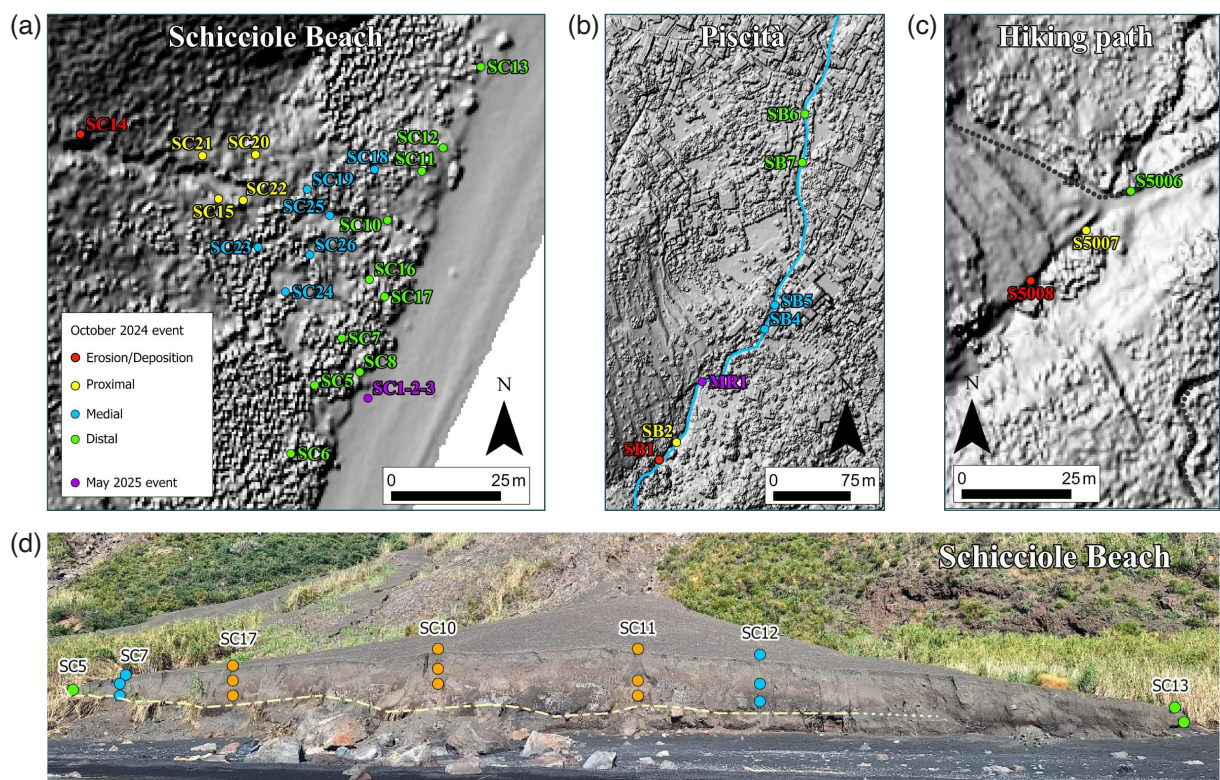 (a)
Schicciole Beach
SC13
SC14
SC21
SC20
SC12
SC18
SC11
SC19
SC22
SC15
SC25
SC10
SC23
SC26
SC16
SC24
SC17
SC7
SC8
SC5
SC1-2-3
SC6
October 2024 event
Erosion/Deposition
Proximal
Medial
Distal
May 2025 event
N
0 25 m
(b)
Piscità
SB6
SB7
SB5
SB4
MR1
SB2
SB1
N
0 75 m
(c)
Hiking path
S5006
S5007
S5008
N
0 25 m
(d)
Schicciole Beach
SC5
SC7
SC17
SC10
SC11
SC12
SC13